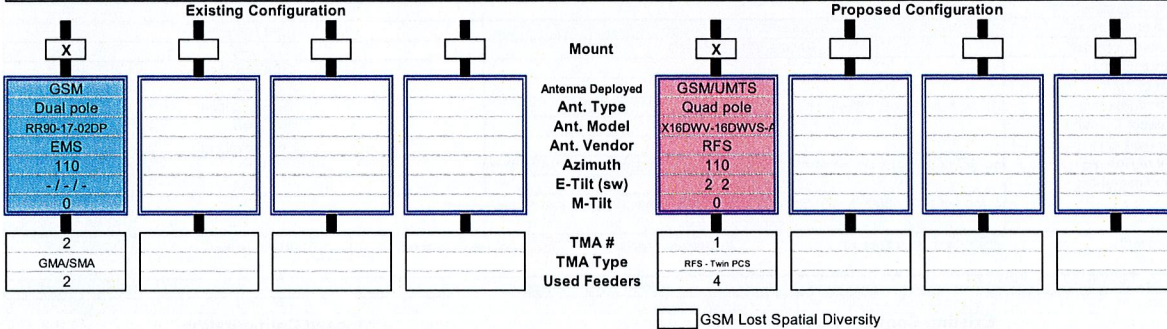 Existing Configuration Proposed Configuration
X Mount X
GSM Antenna Deployed GSM/UMTS
Dual pole Ant. Type Quad pole
RR90-17-02DP Ant. Model X16DWV-16DWVS-A
EMS Ant. Vendor RFS
110 Azimuth 110
- / - / - E-Tilt (sw) 2 2
0 M-Tilt 0
2 TMA # 1
GMA/SMA TMA Type RFS - Twin PCS
2 Used Feeders 4
GSM Lost Spatial Diversity